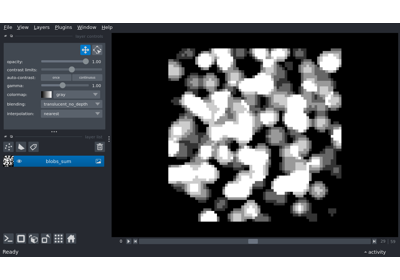 File View Layers Plugins Window Help
opacity: 1.00
contrast limits:
auto-contrast: once continuous
gamma: 1.00
colormap: gray
blending: translucent_no_depth
interpolation: nearest
blobs_sum
Ready
activity